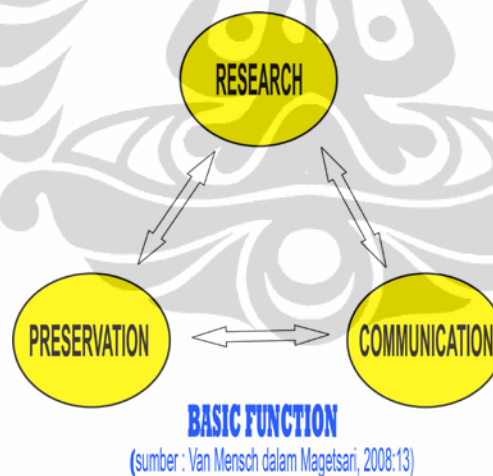 RESEARCH
PRESERVATION
COMMUNICATION
BASIC FUNCTION
(sumber : Van Mensch dalam Magetsari, 2008:13)